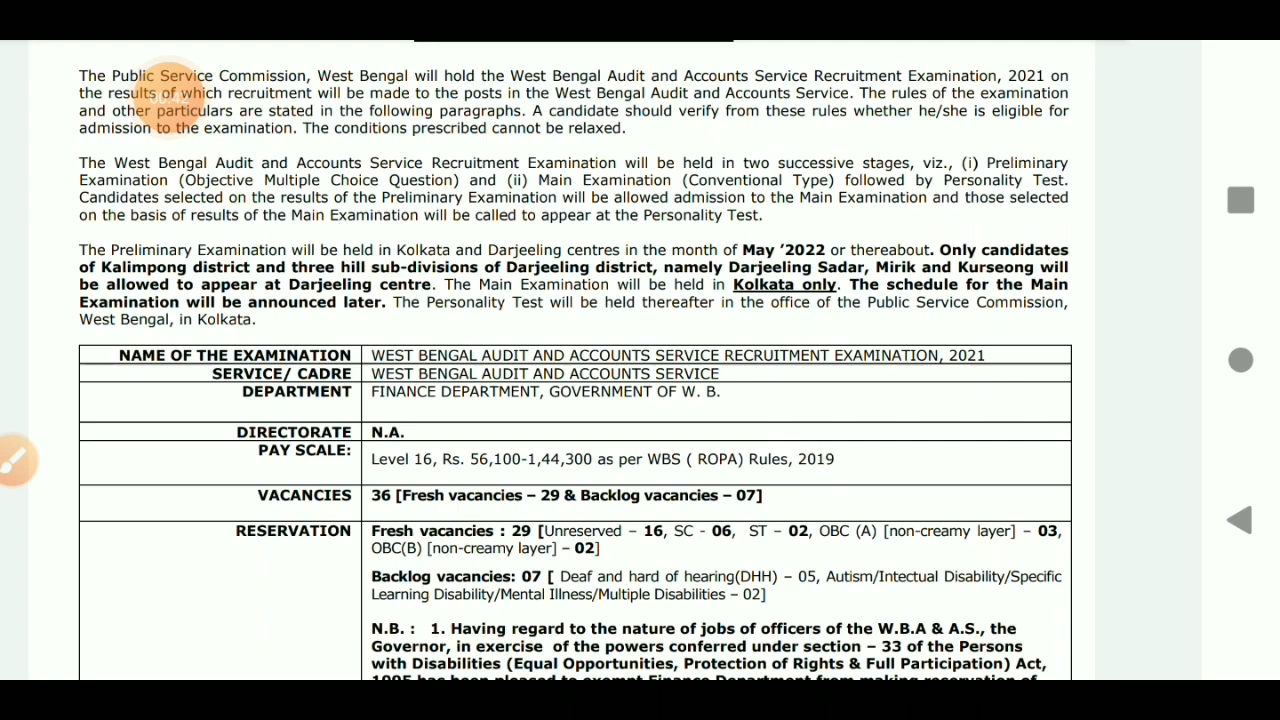 The Public Service Commission, West Bengal will hold the West Bengal Audit and Accounts Service Recruitment Examination, 2021 on
the results of which recruitment will be made to the posts in the West Bengal Audit and Accounts Service. The rules of the examination
00:42
and other particulars are stated in the following paragraphs. A candidate should verify from these rules whether he/she is eligible for
admission to the examination. The conditions prescribed cannot be relaxed.
The West Bengal Audit and Accounts Service Recruitment Examination will be held in two successive stages, viz., (i) Preliminary
Examination (Objective Multiple Choice Question) and (ii) Main Examination (Conventional Type) followed by Personality Test.
Candidates selected on the results of the Preliminary Examination will be allowed admission to the Main Examination and those selected
on the basis of results of the Main Examination will be called to appear at the Personality Test.
The Preliminary Examination will be held in Kolkata and Darjeeling centres in the month of May ’2022 or thereabout. Only candidates
of Kalimpong district and three hill sub-divisions of Darjeeling district, namely Darjeeling Sadar, Mirik and Kurseong will
be allowed to appear at Darjeeling centre. The Main Examination will be held in Kolkata only. The schedule for the Main
Examination will be announced later. The Personality Test will be held thereafter in the office of the Public Service Commission,
West Bengal, in Kolkata.
NAME OF THE EXAMINATION WEST BENGAL AUDIT AND ACCOUNTS SERVICE RECRUITMENT EXAMINATION, 2021
SERVICE/ CADRE WEST BENGAL AUDIT AND ACCOUNTS SERVICE
DEPARTMENT FINANCE DEPARTMENT, GOVERNMENT OF W. B.
DIRECTORATE N.A.
PAY SCALE: Level 16, Rs. 56,100-1,44,300 as per WBS ( ROPA) Rules, 2019
VACANCIES 36 [Fresh vacancies – 29 & Backlog vacancies – 07]
RESERVATION Fresh vacancies : 29 [Unreserved – 16, SC - 06, ST – 02, OBC (A) [non-creamy layer] – 03,
OBC(B) [non-creamy layer] – 02]
Backlog vacancies: 07 [ Deaf and hard of hearing(DHH) – 05, Autism/Intectual Disability/Specific
Learning Disability/Mental Illness/Multiple Disabilities – 02]
N.B. : 1. Having regard to the nature of jobs of officers of the W.B.A & A.S., the
Governor, in exercise of the powers conferred under section – 33 of the Persons
with Disabilities (Equal Opportunities, Protection of Rights & Full Participation) Act,
1995 has been pleased to exempt Finance Department from making reservation of